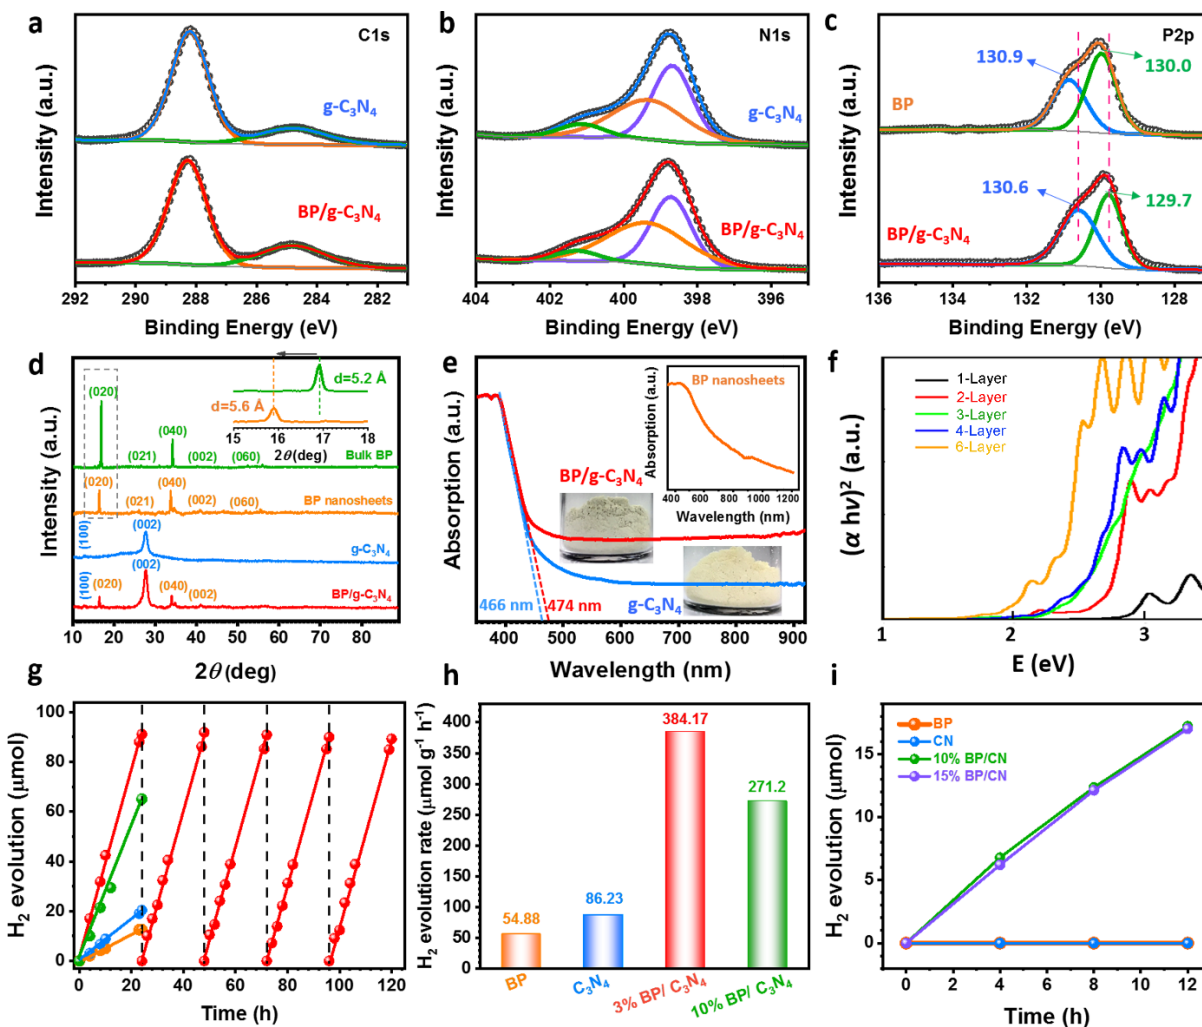 a
C1s
g-C₃N₄
BP/g-C₃N₄
Intensity (a.u.)
292 290 288 286 284 282
Binding Energy (eV)
b
N1s
g-C₃N₄
BP/g-C₃N₄
Intensity (a.u.)
404 402 400 398 396
Binding Energy (eV)
c
P2p
130.9
130.0
BP
130.6
129.7
BP/g-C₃N₄
Intensity (a.u.)
136 134 132 130 128
Binding Energy (eV)
d
d=5.2 Å
d=5.6 Å
15 16 17 18
2θ(deg)
(020)
(021)
(040)
(002)
(060)
Bulk BP
(020)
(021)
(040)
(002)
(060)
BP nanosheets
(100)
(002)
g-C₃N₄
(100)
(020)
(002)
(040)
(002)
BP/g-C₃N₄
Intensity (a.u.)
10 20 30 40 50 60 70 80
2θ(deg)
e
BP nanosheets
Absorption (a.u.)
400 600 800 1000 1200
Wavelength (nm)
BP/g-C₃N₄
g-C₃N₄
466 nm
474 nm
Absorption (a.u.)
400 500 600 700 800 900
Wavelength (nm)
f
1-Layer
2-Layer
3-Layer
4-Layer
6-Layer
(α hν)² (a.u.)
1 2 3
E (eV)
g
H₂ evolution (μmol)
100
80
60
40
20
0
0 20 40 60 80 100 120
Time (h)
h
H₂ evolution rate (μmol g⁻¹ h⁻¹)
400
350
300
250
200
150
100
50
0
54.88
86.23
384.17
271.2
BP
C₃N₄
3% BP/ C₃N₄
10% BP/ C₃N₄
i
BP
CN
10% BP/CN
15% BP/CN
H₂ evolution (μmol)
15
10
5
0
0 2 4 6 8 10 12
Time (h)